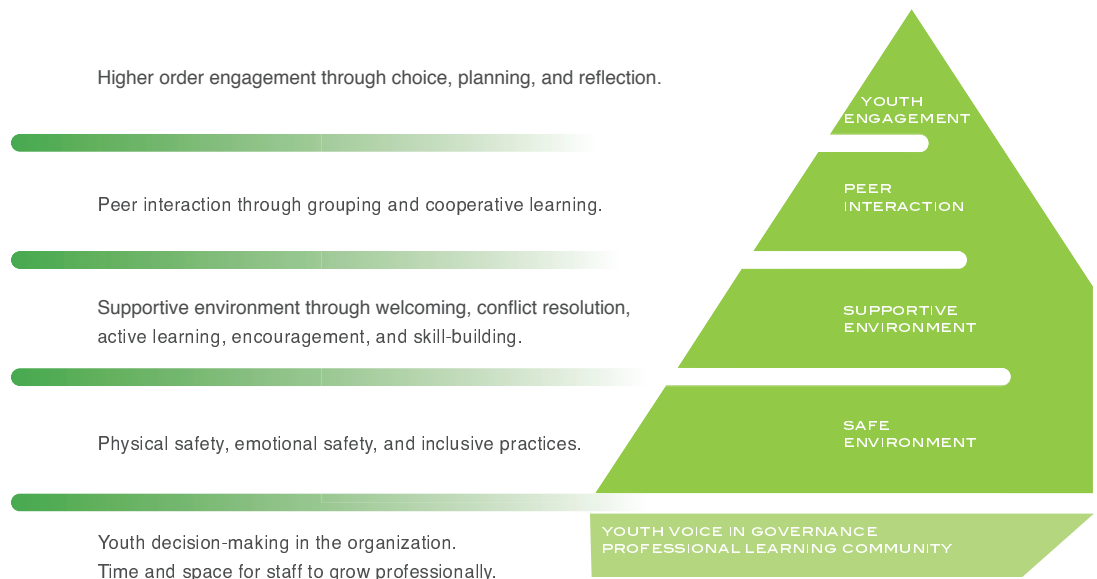 Higher order engagement through choice, planning, and reflection.
YOUTH
ENGAGEMENT
Peer interaction through grouping and cooperative learning.
PEER
INTERACTION
Supportive environment through welcoming, conflict resolution,
active learning, encouragement, and skill-building.
SUPPORTIVE
ENVIRONMENT
Physical safety, emotional safety, and inclusive practices.
SAFE
ENVIRONMENT
Youth decision-making in the organization.
Time and space for staff to grow professionally.
YOUTH VOICE IN GOVERNANCE
PROFESSIONAL LEARNING COMMUNITY